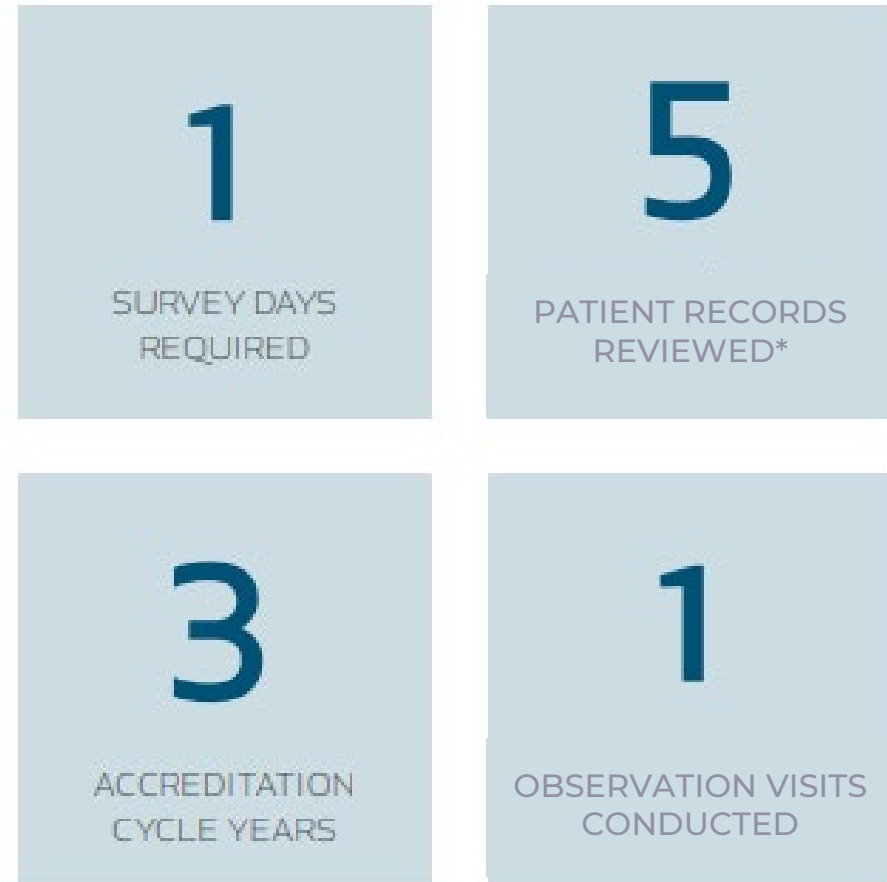 1
SURVEY DAYS
REQUIRED
5
PATIENT RECORDS
REVIEWED*
3
ACCREDITATION
CYCLE YEARS
1
OBSERVATION VISITS
CONDUCTED